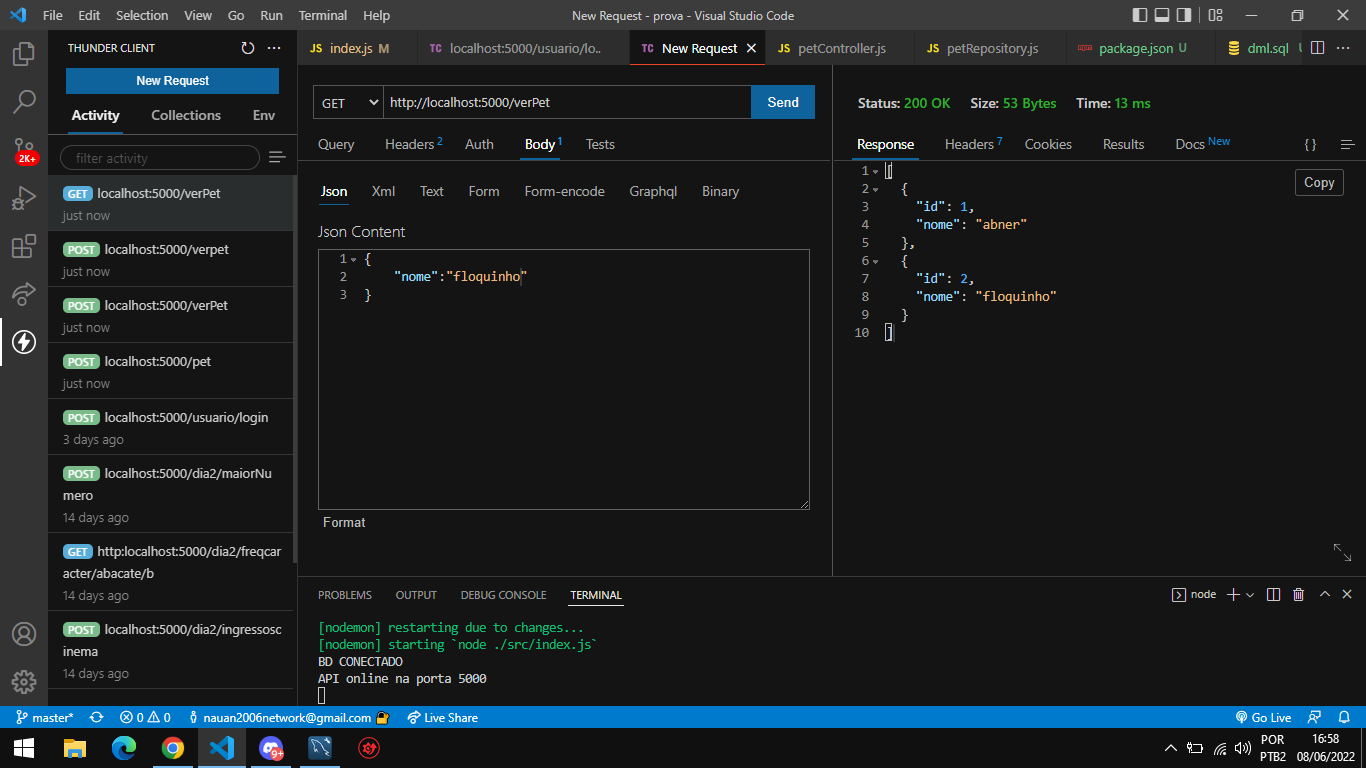 File Edit Selection View Go Run Terminal Help
New Request - prova - Visual Studio Code
THUNDER CLIENT
New Request
Activity Collections Env
filter activity
GET localhost:5000/verPet
just now
POST localhost:5000/verpet
just now
POST localhost:5000/verPet
just now
POST localhost:5000/pet
just now
POST localhost:5000/usuario/login
3 days ago
POST localhost:5000/dia2/maiorNu
mero
14 days ago
GET http:localhost:5000/dia2/freqcar
acter/abacate/b
14 days ago
POST localhost:5000/dia2/ingressosc
inema
14 days ago
2K+
JS index.js M
TC localhost:5000/usuario/lo..
TC New Request
JS petController.js
JS petRepository.js
package.json U
dml.sql U
GET http://localhost:5000/verPet Send
Query Headers 2 Auth Body 1 Tests
Json Xml Text Form Form-encode Graphql Binary
Json Content
1 {
2 "nome":"floquinho"
3 }
Format
Status: 200 OK Size: 53 Bytes Time: 13 ms
Response Headers 7 Cookies Results Docs New { }
Copy
1 [
2 {
3 "id": 1,
4 "nome": "abner"
5 },
6 {
7 "id": 2,
8 "nome": "floquinho"
9 }
10 ]
PROBLEMS OUTPUT DEBUG CONSOLE TERMINAL
node
[nodemon] restarting due to changes...
[nodemon] starting `node ./src/index.js`
BD CONECTADO
API online na porta 5000
master* 0 0 nauan2006network@gmail.com Live Share
Go Live
9+
POR
PTB2
16:58
08/06/2022